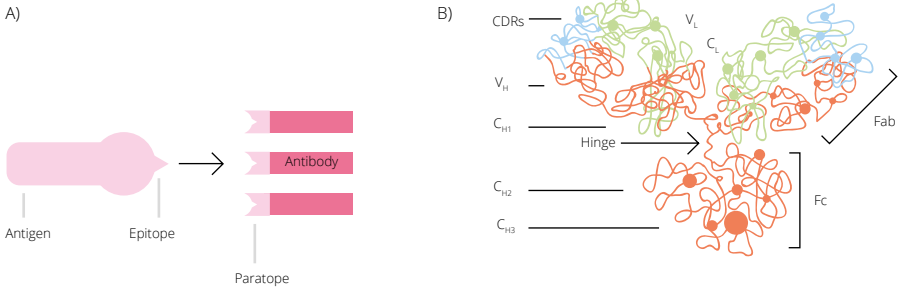 A)
Antigen
Epitope
Antibody
Paratope
B)
CDRs
VL
CL
VH
CH1
Hinge
Fab
CH2
Fc
CH3